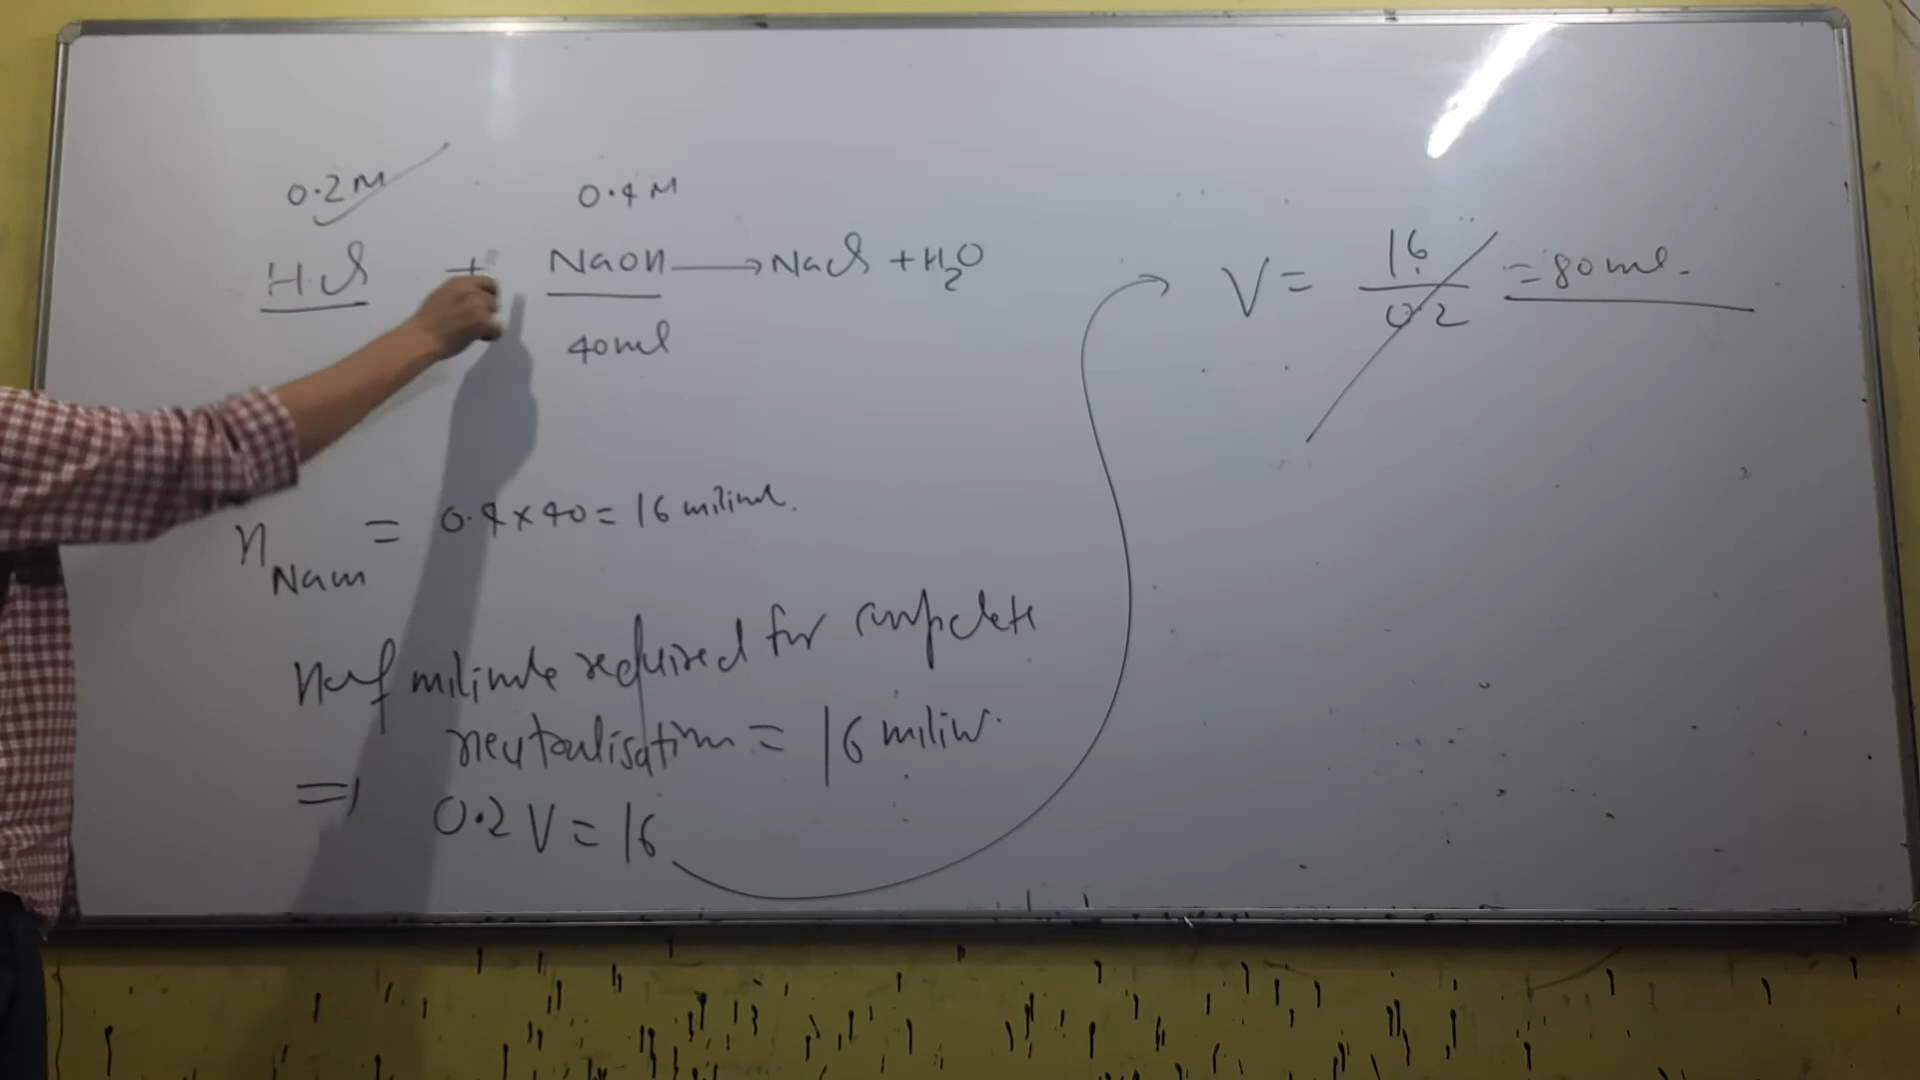 0.2M 0.4M
HCl + NaOH → NaCl + H₂O
40ml
n NaOH = 0.4×40 = 16 milimol.
no of milimole required for complete
neutralisation = 16 milim.
⇒ 0.2 V = 16
V = 16/0.2 = 80ml.